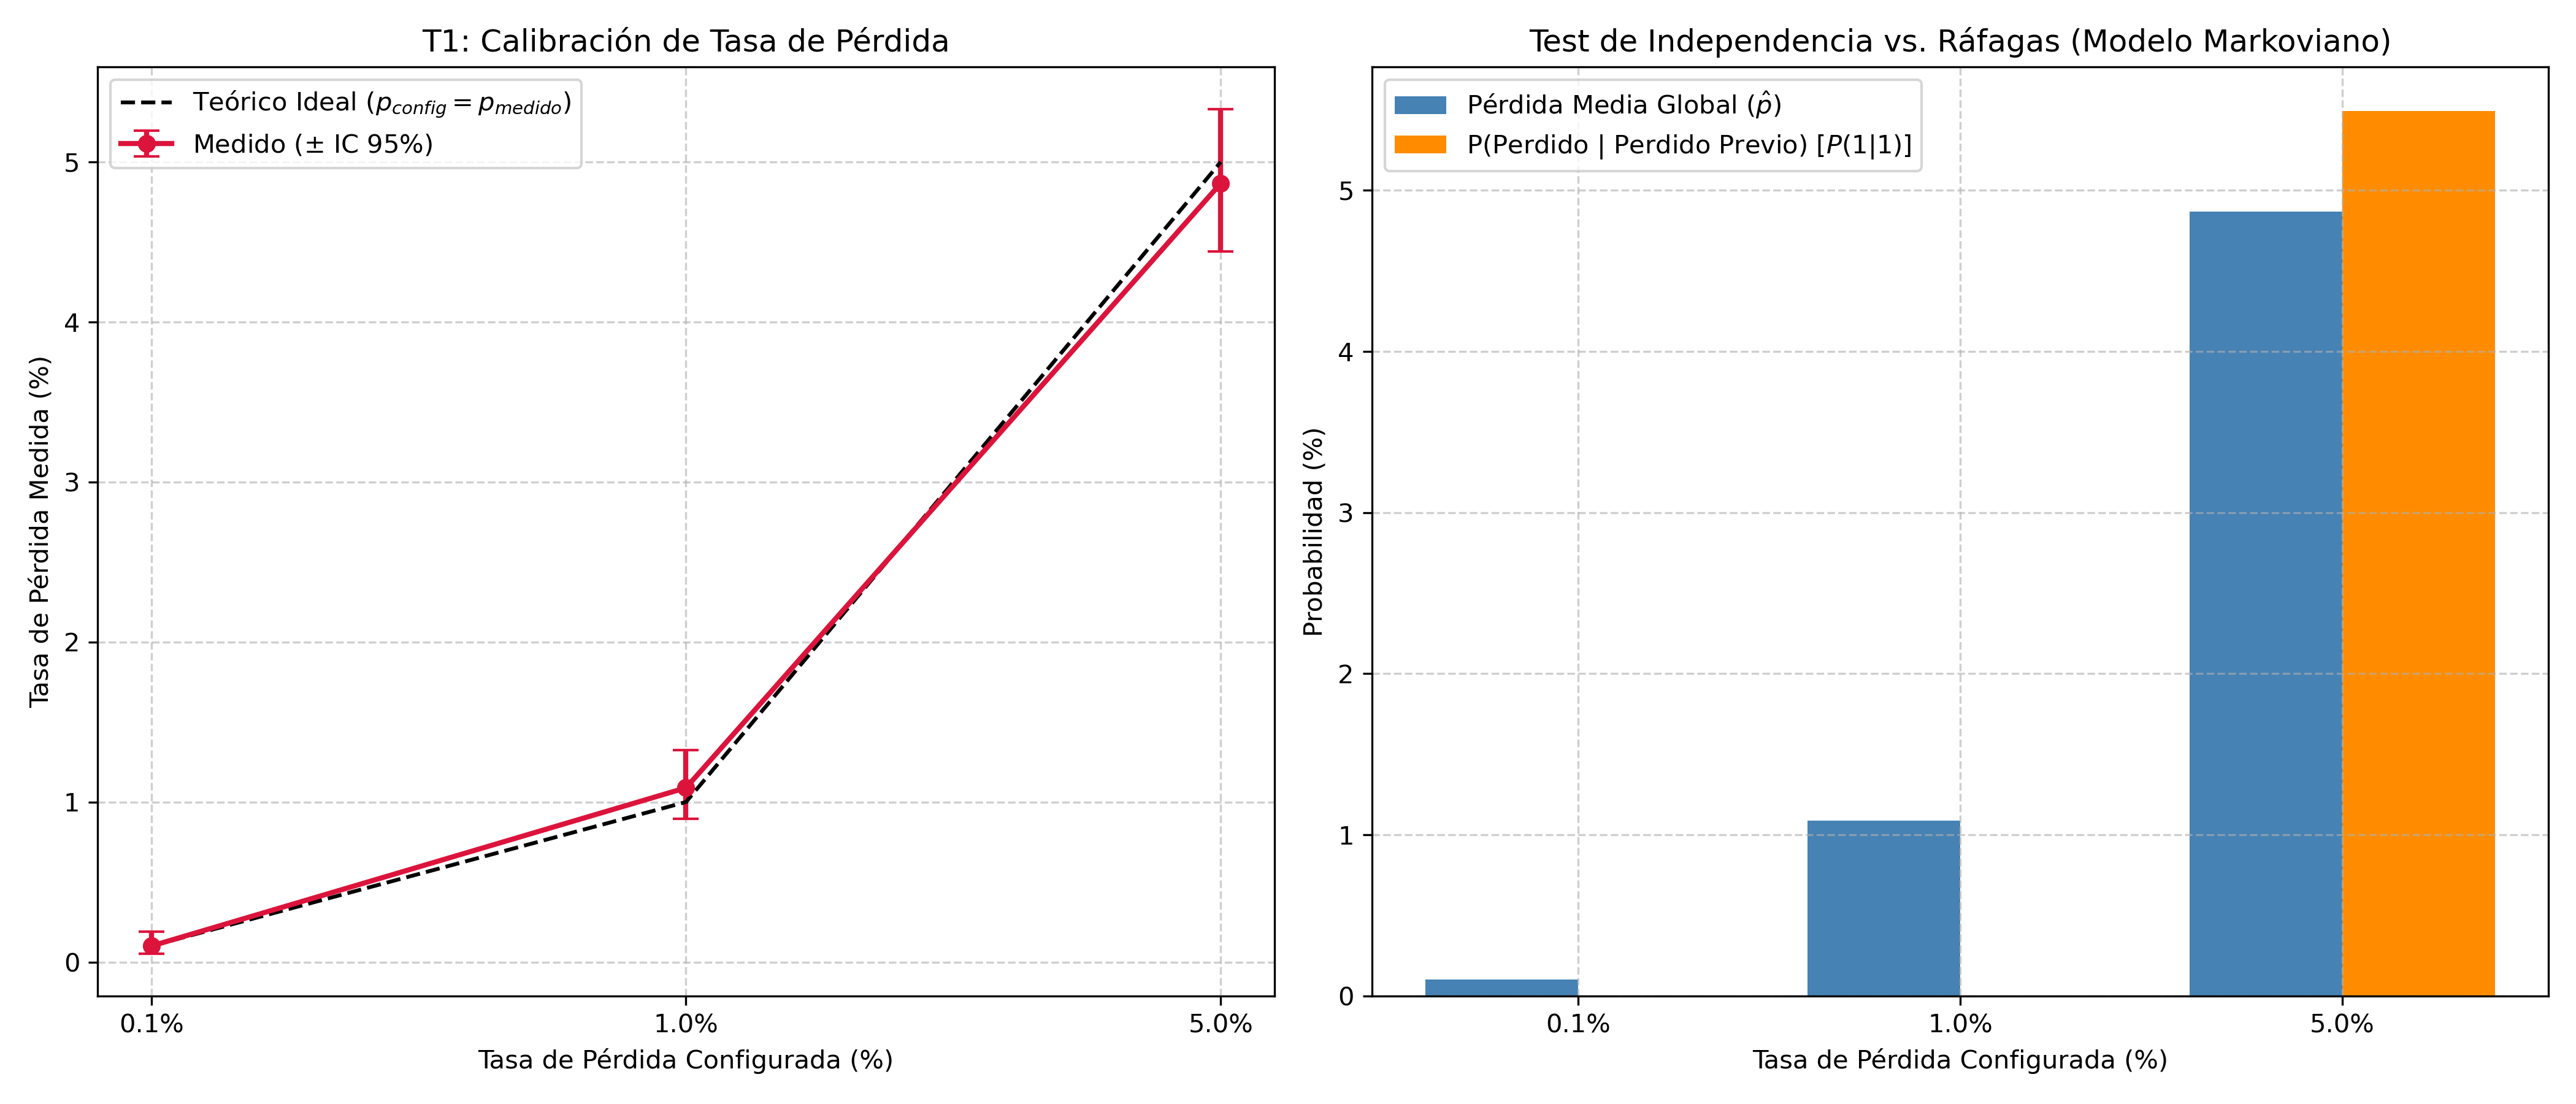 T1: Calibración de Tasa de Pérdida
Teórico Ideal (p_config = p_medido)
Medido (± IC 95%)
Tasa de Pérdida Medida (%)
5
4
3
2
1
0
0.1%
1.0%
5.0%
Tasa de Pérdida Configurada (%)
Test de Independencia vs. Ráfagas (Modelo Markoviano)
Pérdida Media Global (p̂)
P(Perdido | Perdido Previo) [P(1|1)]
Probabilidad (%)
5
4
3
2
1
0
0.1%
1.0%
5.0%
Tasa de Pérdida Configurada (%)